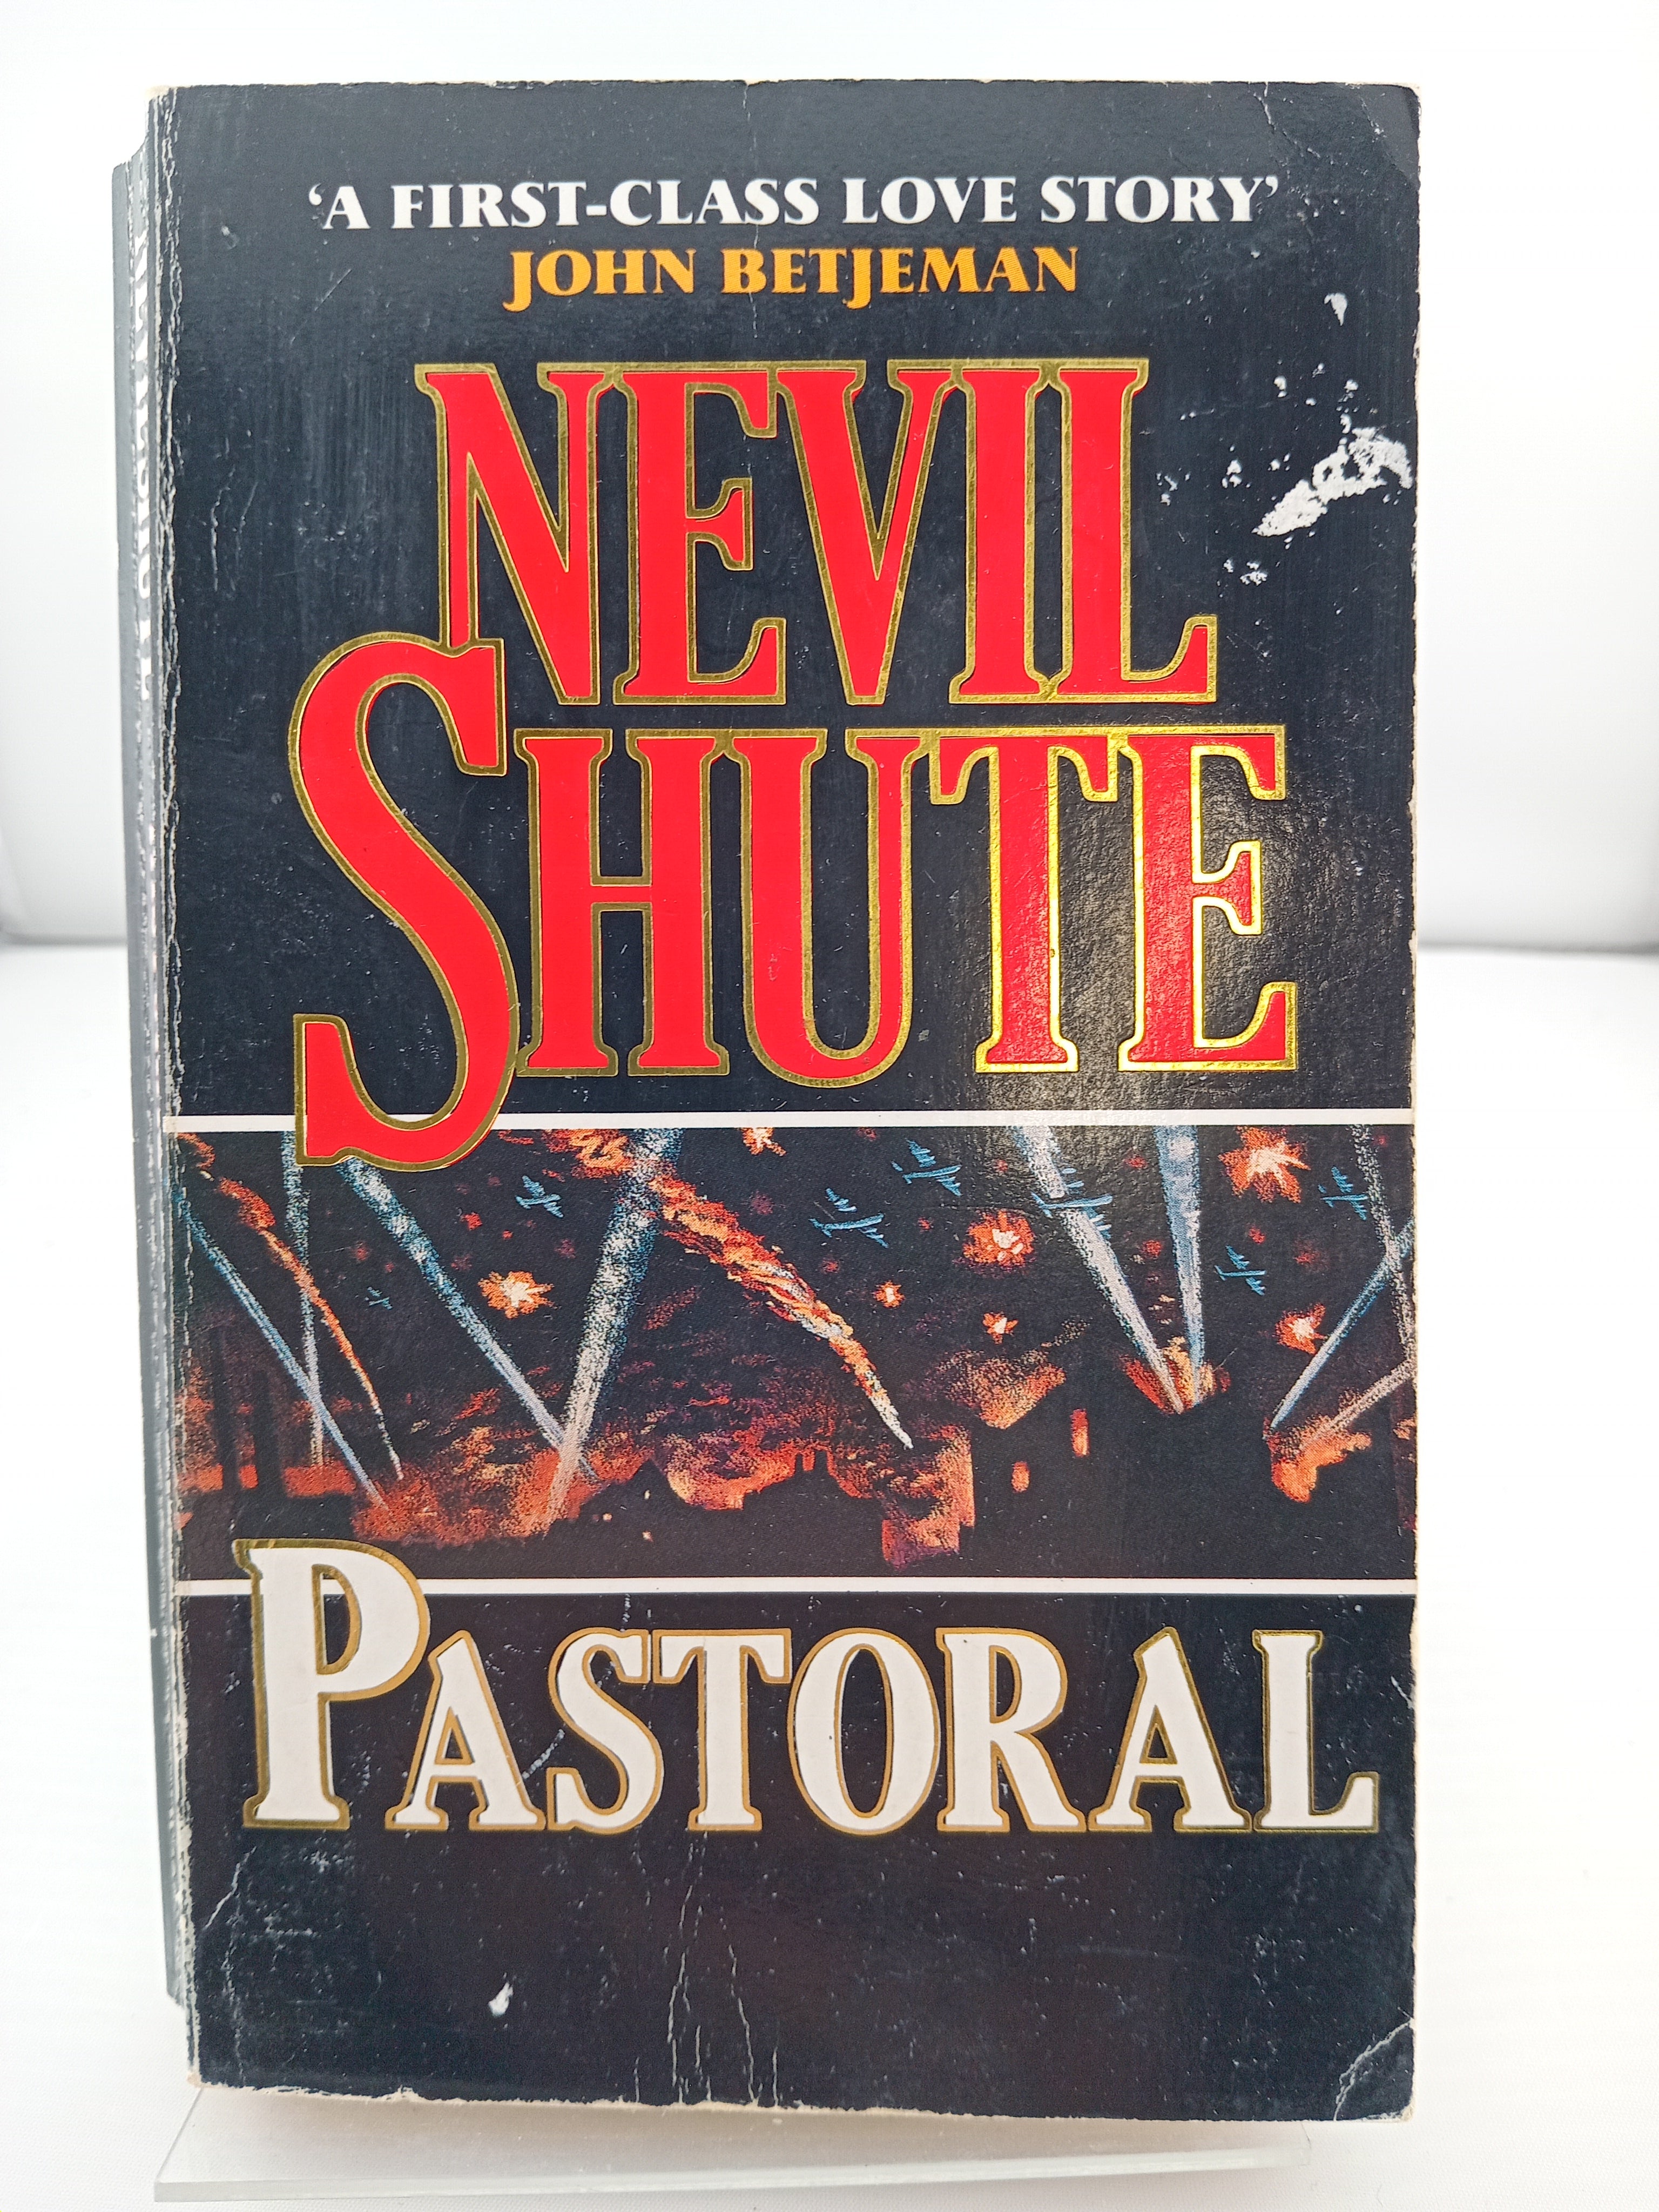 ‘A FIRST-CLASS LOVE STORY’
JOHN BETJEMAN
NEVIL
SHUTE
PASTORAL